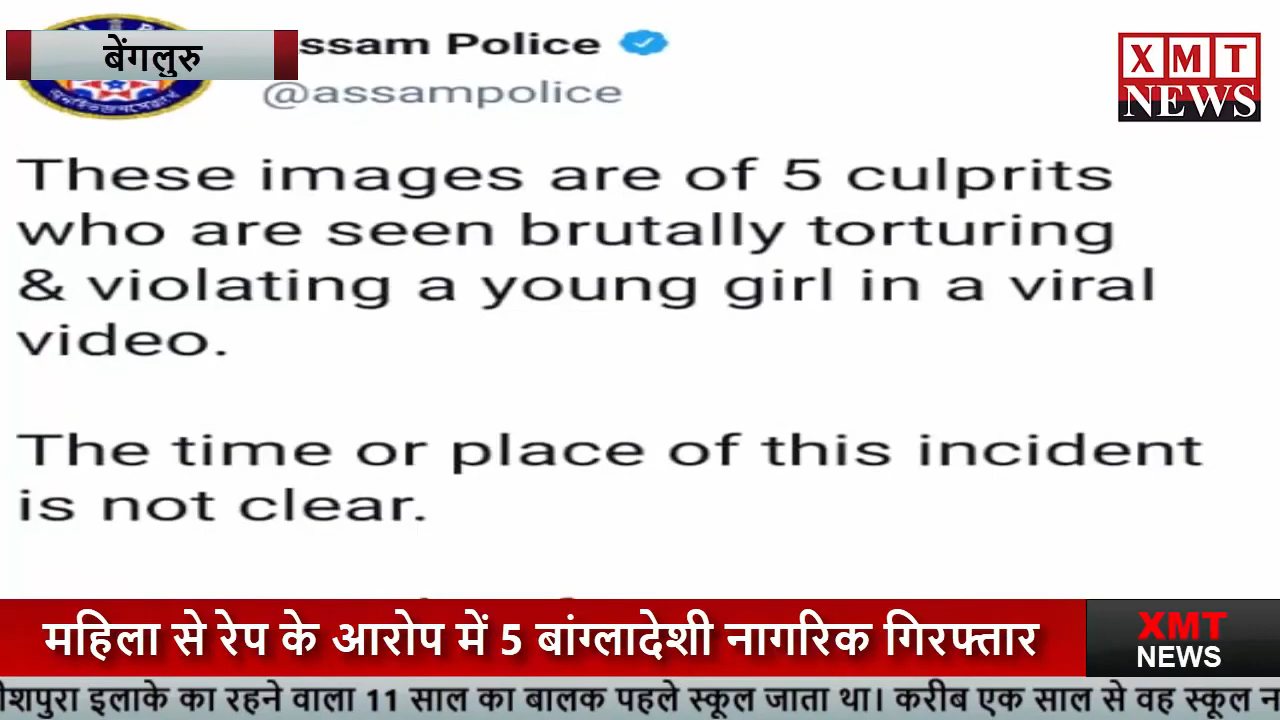 बेंगलुरु
ssam Police
@assampolice
XMT
NEWS
These images are of 5 culprits
who are seen brutally torturing
& violating a young girl in a viral
video.
The time or place of this incident
is not clear.
महिला से रेप के आरोप में 5 बांग्लादेशी नागरिक गिरफ्तार
XMT
NEWS
इलाके का रहने वाला 11 साल का बालक पहले स्कूल जाता था। करीब एक साल से वह स्कूल